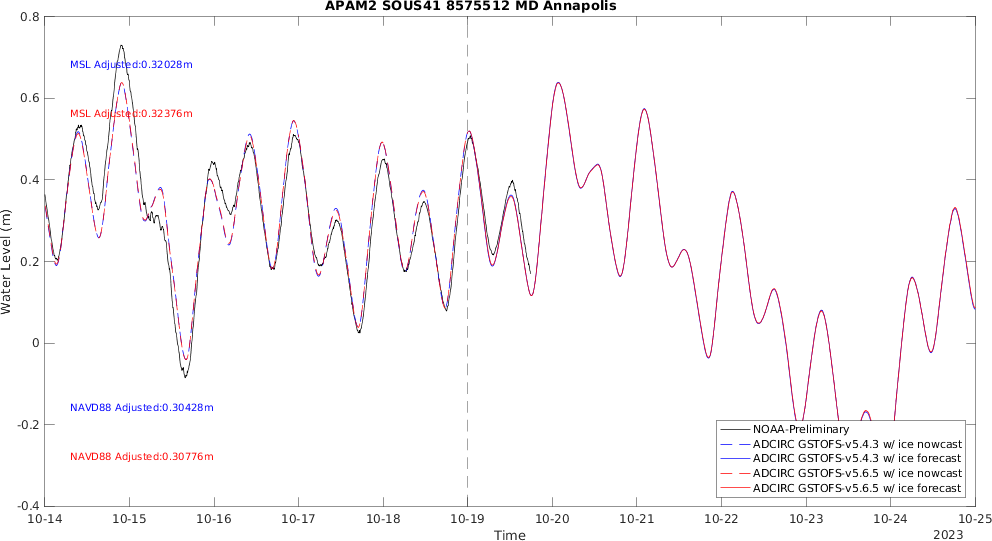 APAM2 SOUS41 8575512 MD Annapolis
0.8
0.6
0.4
0.2
0
-0.2
-0.4
Water Level (m)
MSL Adjusted:0.32028m
MSL Adjusted:0.32376m
NAVD88 Adjusted:0.30428m
NAVD88 Adjusted:0.30776m
NOAA-Preliminary
ADCIRC GSTOFS-v5.4.3 w/ ice nowcast
ADCIRC GSTOFS-v5.4.3 w/ ice forecast
ADCIRC GSTOFS-v5.6.5 w/ ice nowcast
ADCIRC GSTOFS-v5.6.5 w/ ice forecast
10-14 10-15 10-16 10-17 10-18 10-19 10-20 10-21 10-22 10-23 10-24 10-25
Time
2023